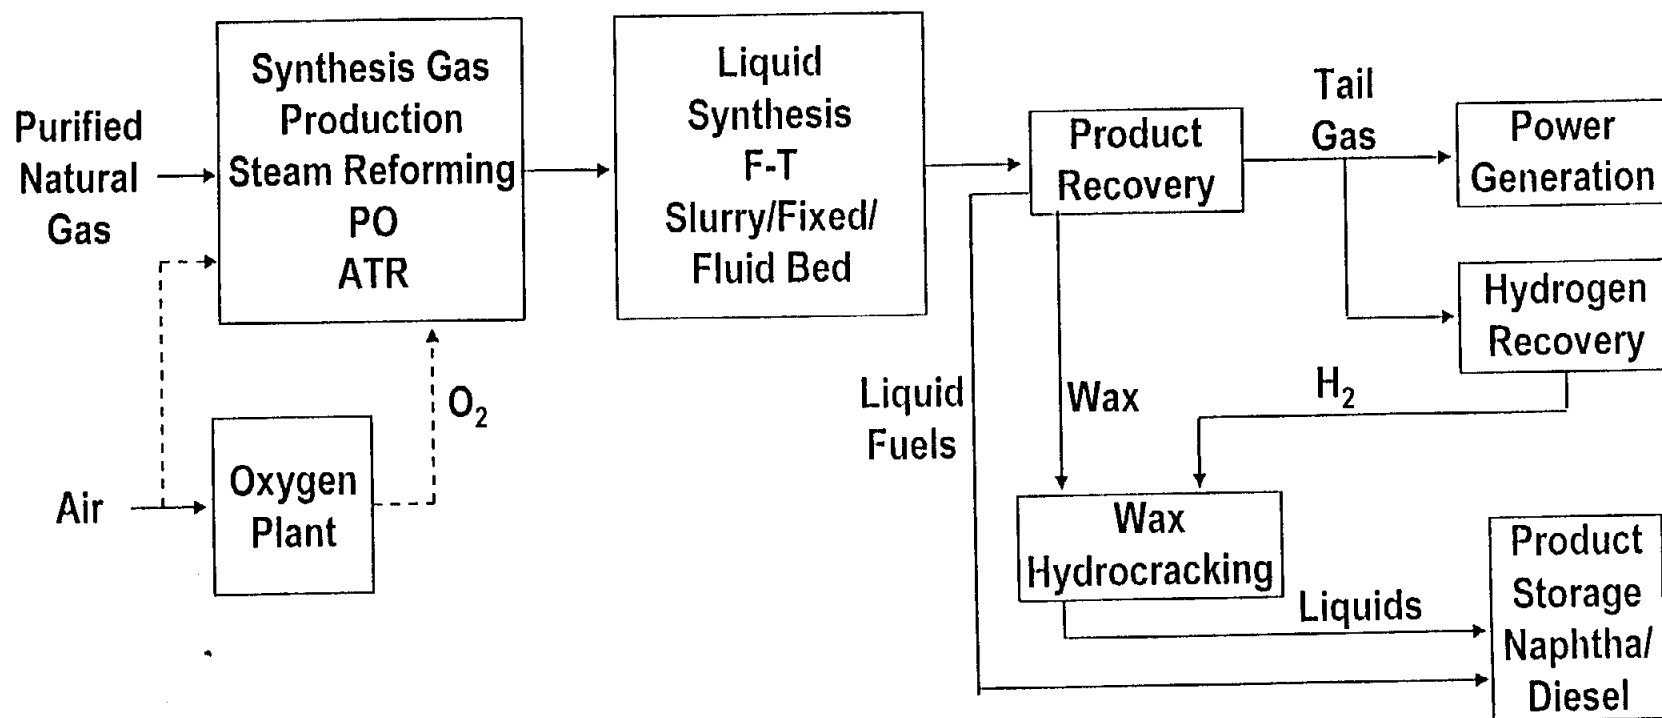 Purified
Natural
Gas
Synthesis Gas
Production
Steam Reforming
PO
ATR
Liquid
Synthesis
F-T
Slurry/Fixed/
Fluid Bed
Product
Recovery
Tail
Gas
Power
Generation
Hydrogen
Recovery
H₂
Liquid
Fuels
Wax
O₂
Air
Oxygen
Plant
Wax
Hydrocracking
Liquids
Product
Storage
Naphtha/
Diesel